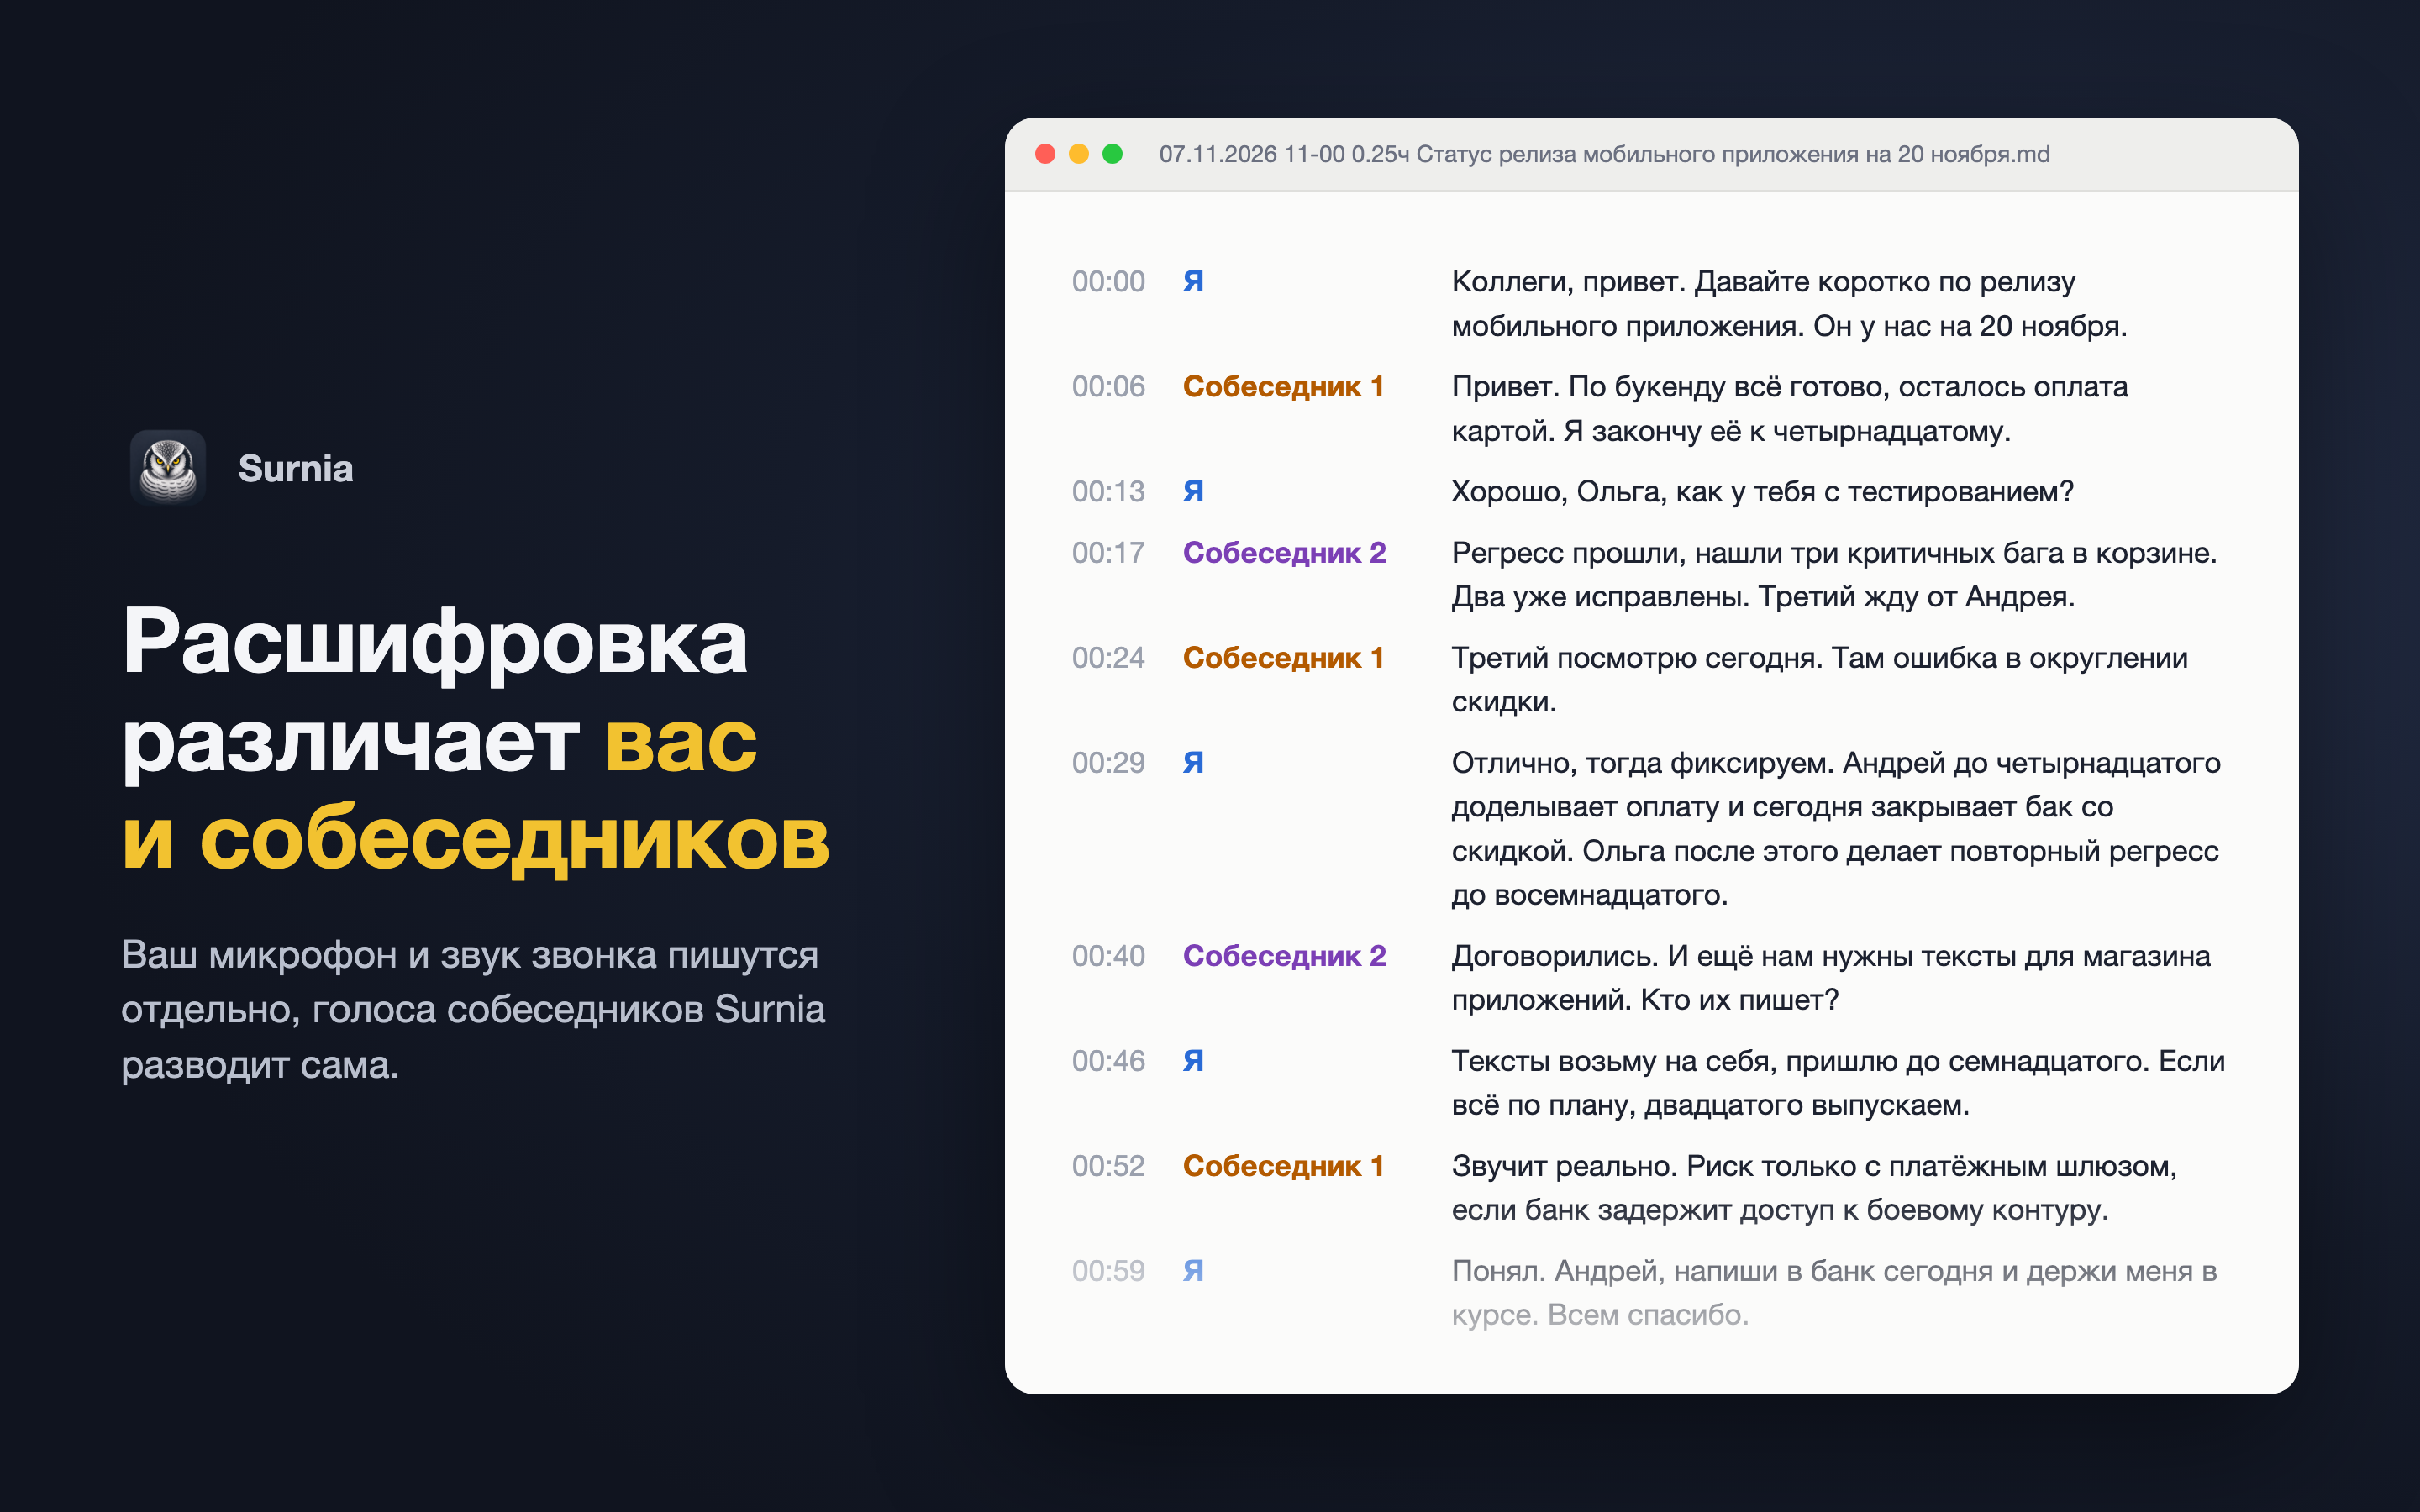 Surnia
Расшифровка
различает вас
и собеседников
Ваш микрофон и звук звонка пишутся
отдельно, голоса собеседников Surnia
разводит сама.
07.11.2026 11-00 0.25ч Статус релиза мобильного приложения на 20 ноября.md
00:00 Я Коллеги, привет. Давайте коротко по релизу
мобильного приложения. Он у нас на 20 ноября.
00:06 Собеседник 1 Привет. По букенду всё готово, осталось оплата
картой. Я закончу её к четырнадцатому.
00:13 Я Хорошо, Ольга, как у тебя с тестированием?
00:17 Собеседник 2 Регресс прошли, нашли три критичных бага в корзине.
Два уже исправлены. Третий жду от Андрея.
00:24 Собеседник 1 Третий посмотрю сегодня. Там ошибка в округлении
скидки.
00:29 Я Отлично, тогда фиксируем. Андрей до четырнадцатого
доделывает оплату и сегодня закрывает бак со
скидкой. Ольга после этого делает повторный регресс
до восемнадцатого.
00:40 Собеседник 2 Договорились. И ещё нам нужны тексты для магазина
приложений. Кто их пишет?
00:46 Я Тексты возьму на себя, пришлю до семнадцатого. Если
всё по плану, двадцатого выпускаем.
00:52 Собеседник 1 Звучит реально. Риск только с платёжным шлюзом,
если банк задержит доступ к боевому контуру.
00:59 Я Понял. Андрей, напиши в банк сегодня и держи меня в
курсе. Всем спасибо.